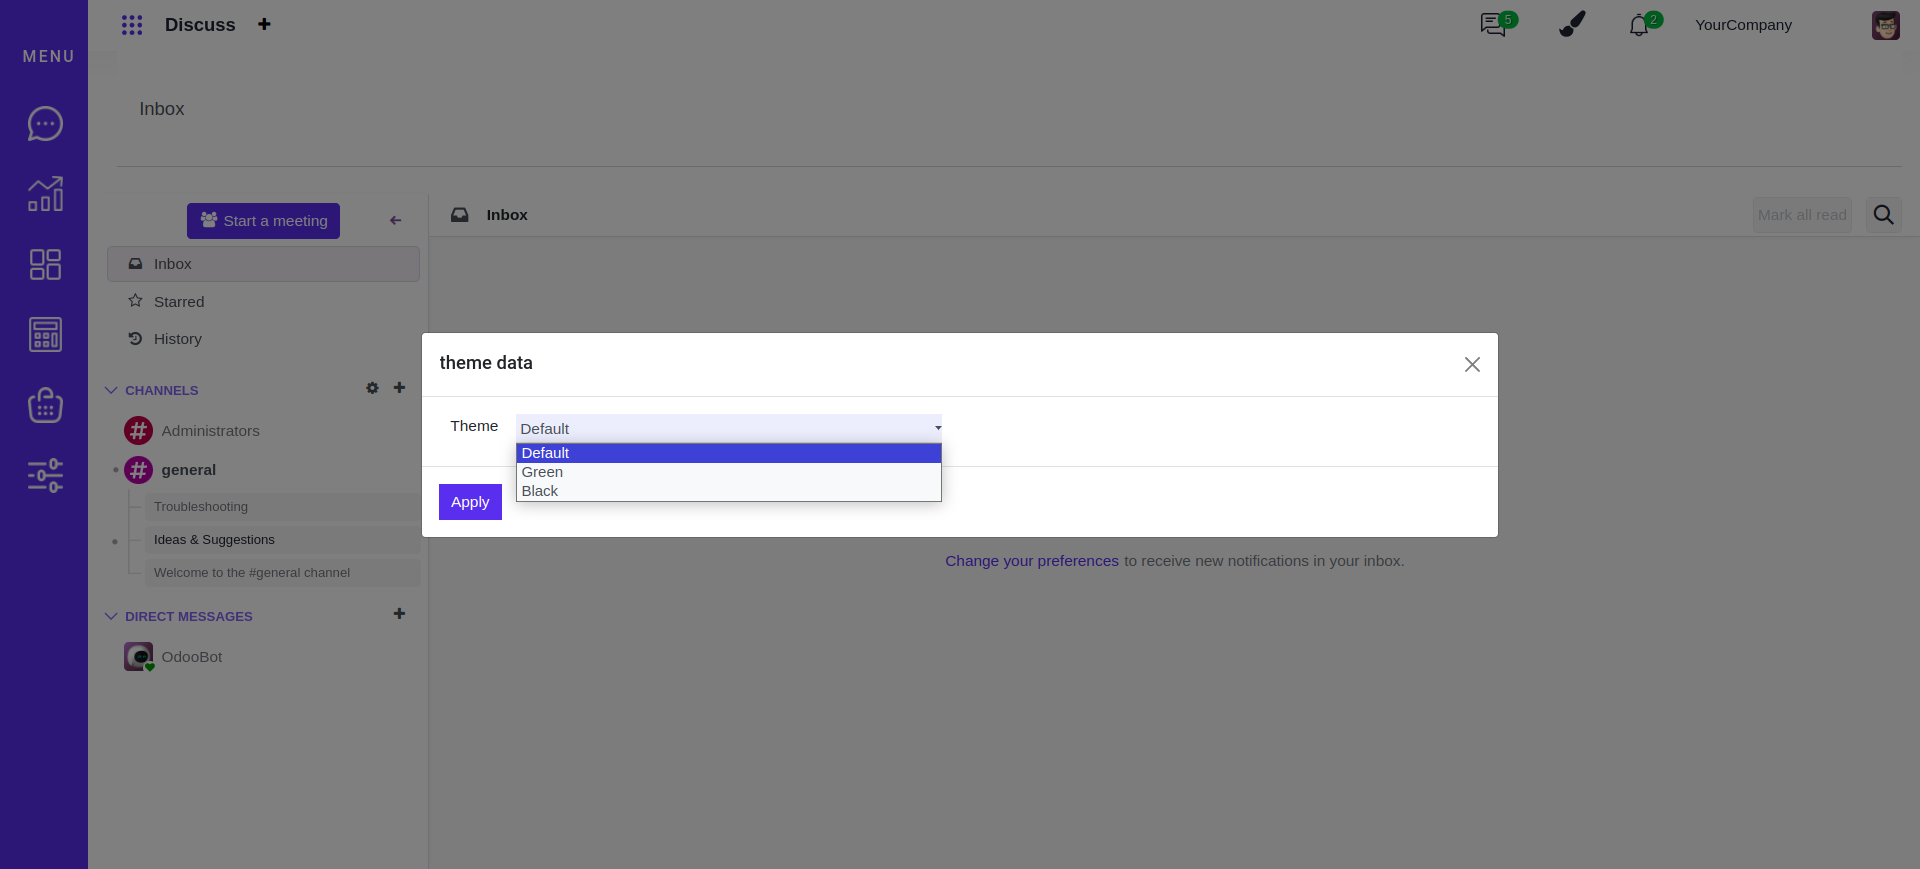 MENU
Discuss
5
2
YourCompany
Inbox
Start a meeting
Inbox
Mark all read
Inbox
Starred
History
theme data
Theme
Default
Default
Green
Black
Apply
CHANNELS
Administrators
general
Troubleshooting
Ideas & Suggestions
Welcome to the #general channel
Change your preferences to receive new notifications in your inbox.
DIRECT MESSAGES
OdooBot